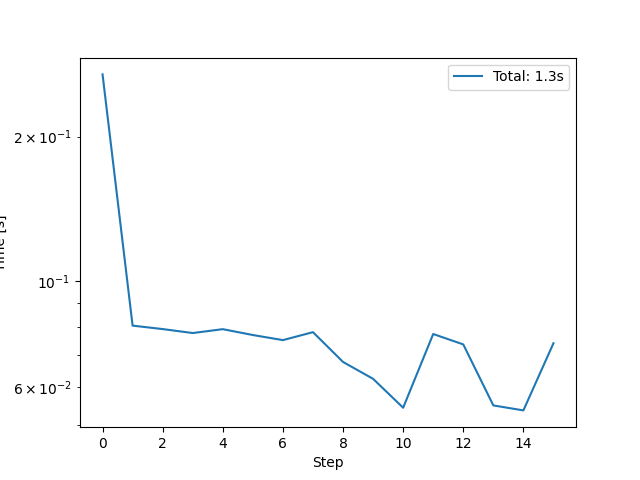 Total: 1.3s
2 × 10⁻¹
10⁻¹
6 × 10⁻²
0 2 4 6 8 10 12 14
Step
[s]